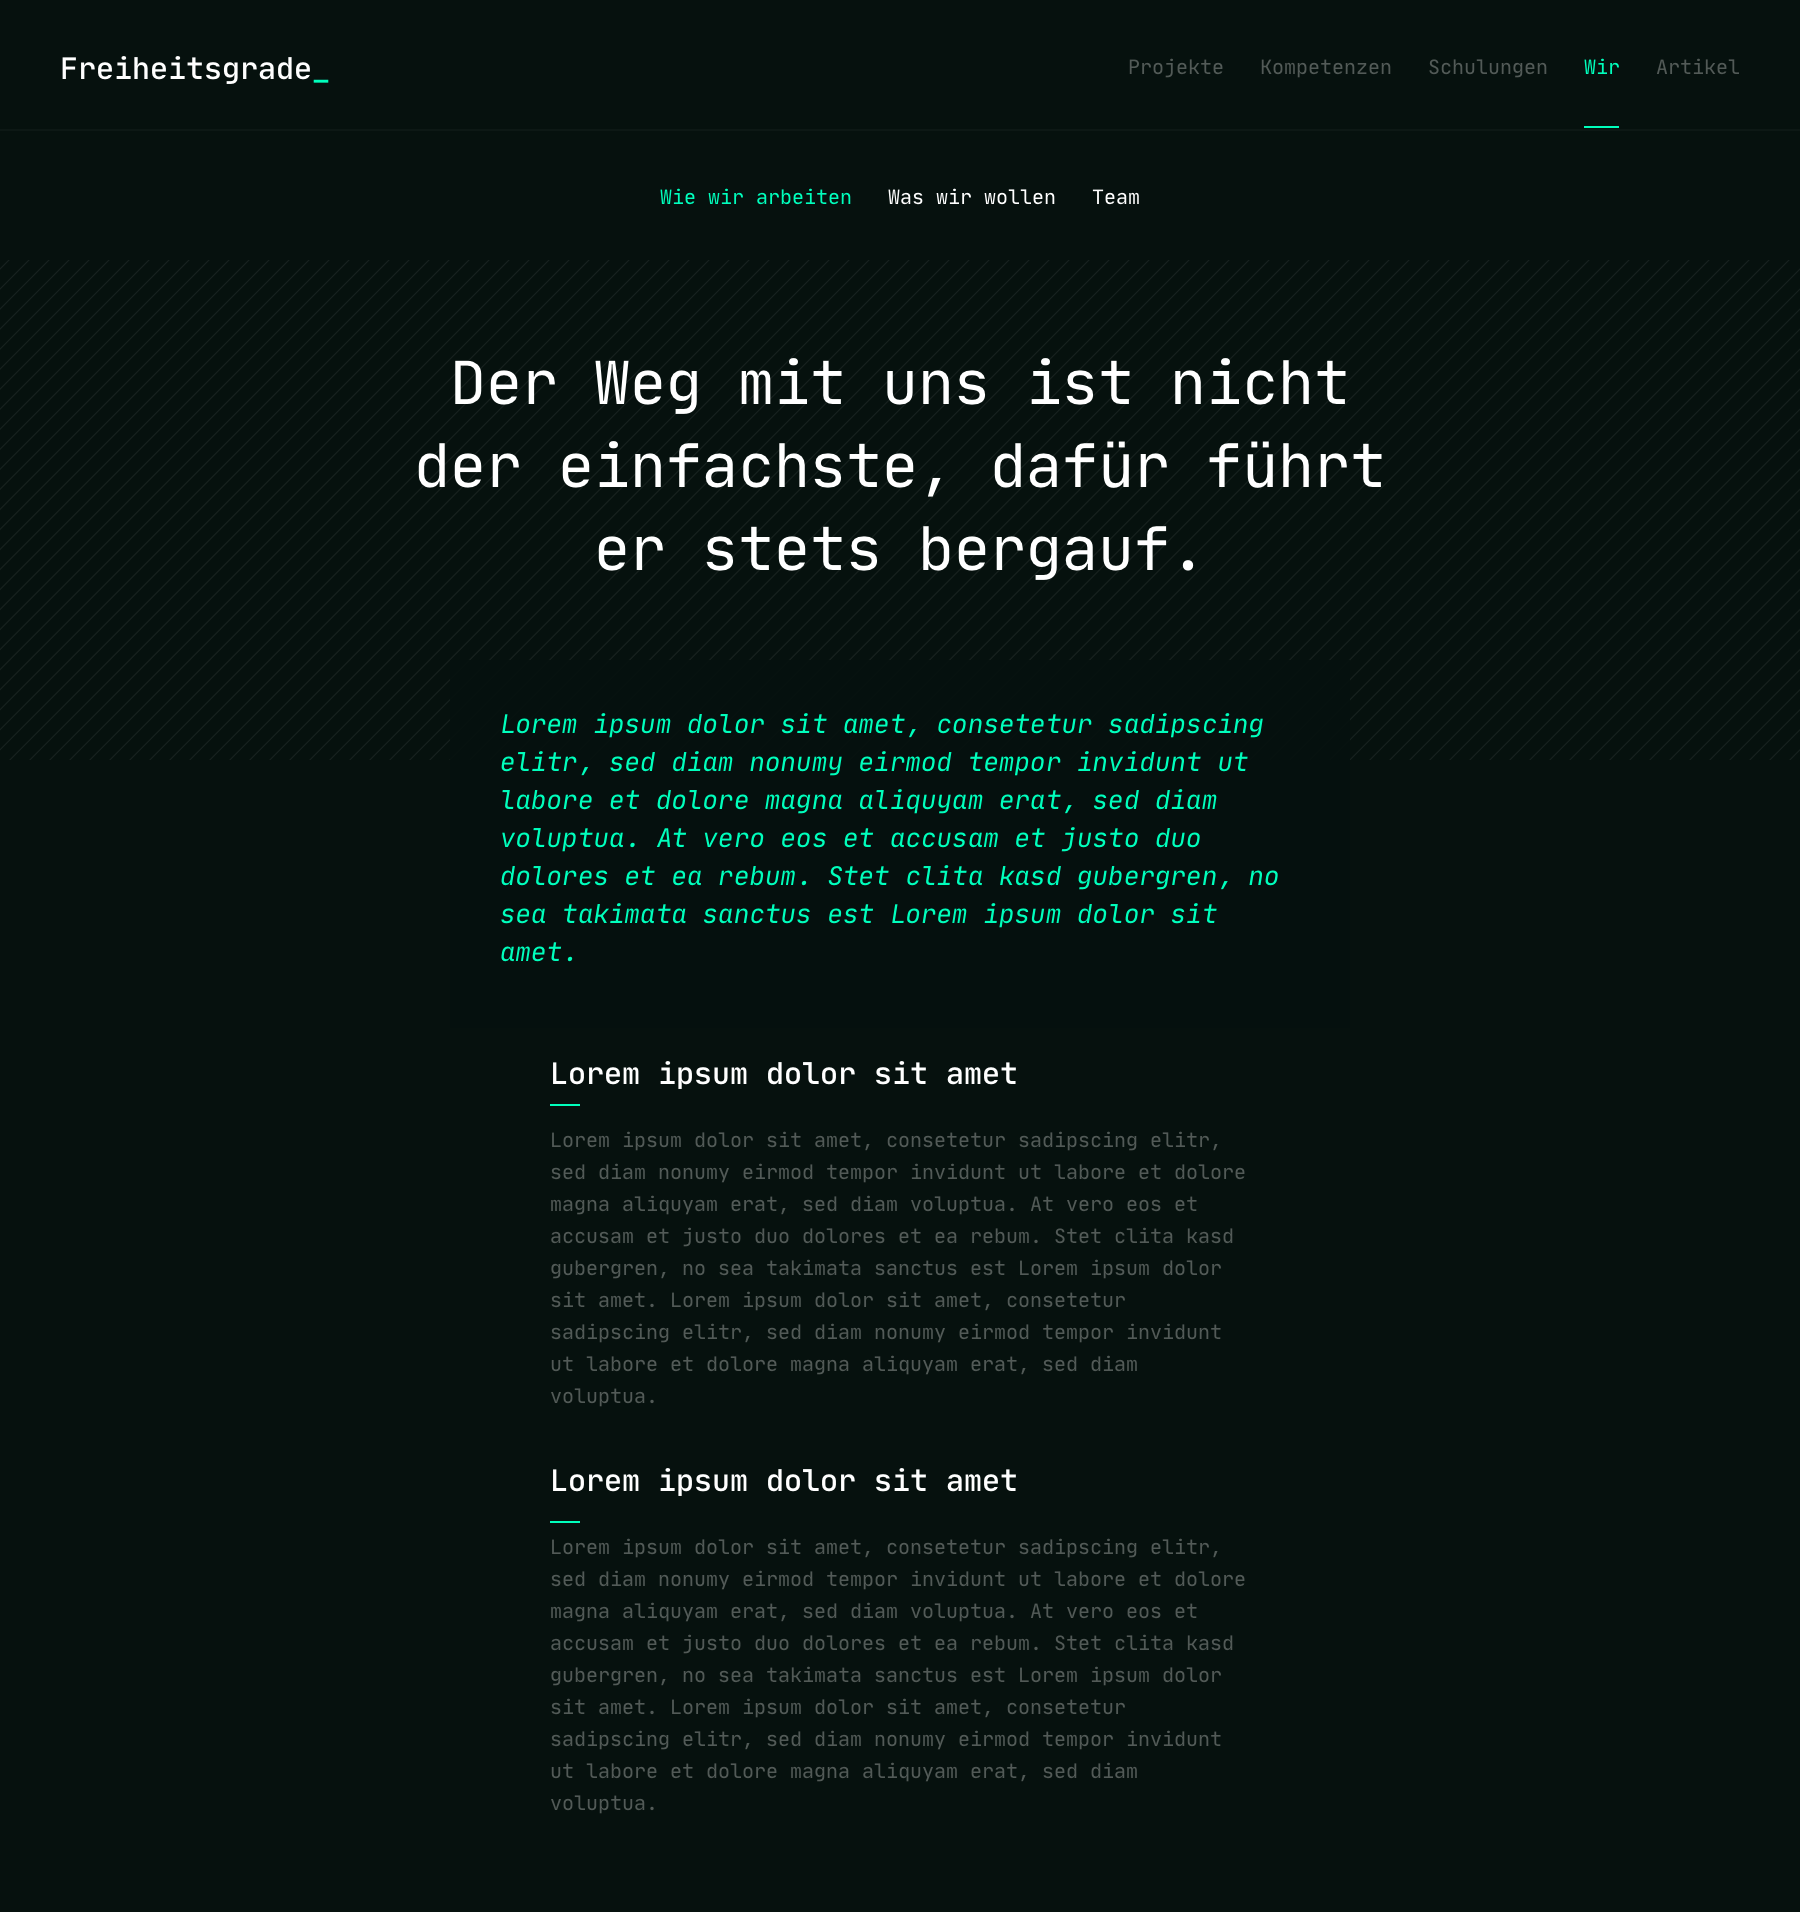 Freiheitsgrade_
Projekte Kompetenzen Schulungen Wir Artikel
Wie wir arbeiten Was wir wollen Team
Der Weg mit uns ist nicht
der einfachste, dafür führt
er stets bergauf.
Lorem ipsum dolor sit amet, consetetur sadipscing
elitr, sed diam nonumy eirmod tempor invidunt ut
labore et dolore magna aliquyam erat, sed diam
voluptua. At vero eos et accusam et justo duo
dolores et ea rebum. Stet clita kasd gubergren, no
sea takimata sanctus est Lorem ipsum dolor sit
amet.
Lorem ipsum dolor sit amet
Lorem ipsum dolor sit amet, consetetur sadipscing elitr,
sed diam nonumy eirmod tempor invidunt ut labore et dolore
magna aliquyam erat, sed diam voluptua. At vero eos et
accusam et justo duo dolores et ea rebum. Stet clita kasd
gubergren, no sea takimata sanctus est Lorem ipsum dolor
sit amet. Lorem ipsum dolor sit amet, consetetur
sadipscing elitr, sed diam nonumy eirmod tempor invidunt
ut labore et dolore magna aliquyam erat, sed diam
voluptua.
Lorem ipsum dolor sit amet
Lorem ipsum dolor sit amet, consetetur sadipscing elitr,
sed diam nonumy eirmod tempor invidunt ut labore et dolore
magna aliquyam erat, sed diam voluptua. At vero eos et
accusam et justo duo dolores et ea rebum. Stet clita kasd
gubergren, no sea takimata sanctus est Lorem ipsum dolor
sit amet. Lorem ipsum dolor sit amet, consetetur
sadipscing elitr, sed diam nonumy eirmod tempor invidunt
ut labore et dolore magna aliquyam erat, sed diam
voluptua.